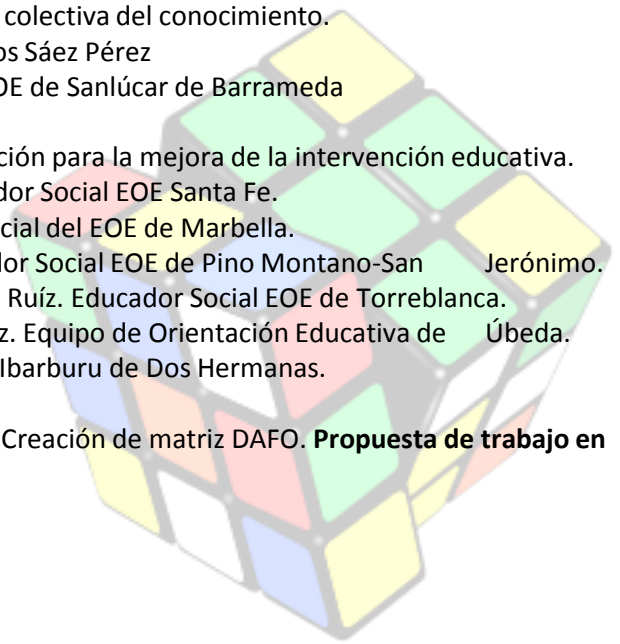 colectiva del conocimiento.
os Sáez Pérez
OE de Sanlúcar de Barrameda
ción para la mejora de la intervención educativa.
dor Social EOE Santa Fe.
cial del EOE de Marbella.
dor Social EOE de Pino Montano-San Jerónimo.
Ruíz. Educador Social EOE de Torreblanca.
z. Equipo de Orientación Educativa de Úbeda.
Ibarburu de Dos Hermanas.
Creación de matriz DAFO. Propuesta de trabajo en